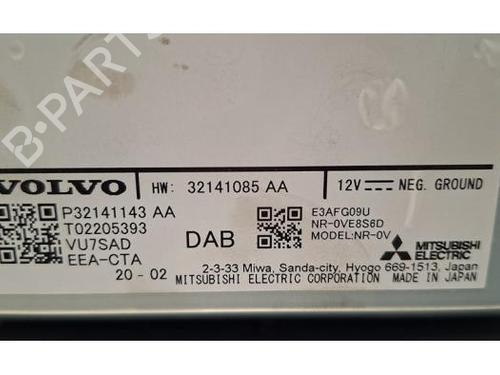 B-PARTS
VOLVO
HW: 32141085 AA
12V NEG. GROUND
P32141143 AA
T02205393
VU7SAD
EEA-CTA
20-02
DAB
E3AFG09U
NR-0VE8S6D
MODEL:NR-0V
MITSUBISHI
ELECTRIC
2-3-33 Miwa, Sanda-city, Hyogo 669-1513, Japan
MITSUBISHI ELECTRIC CORPORATION MADE IN JAPAN